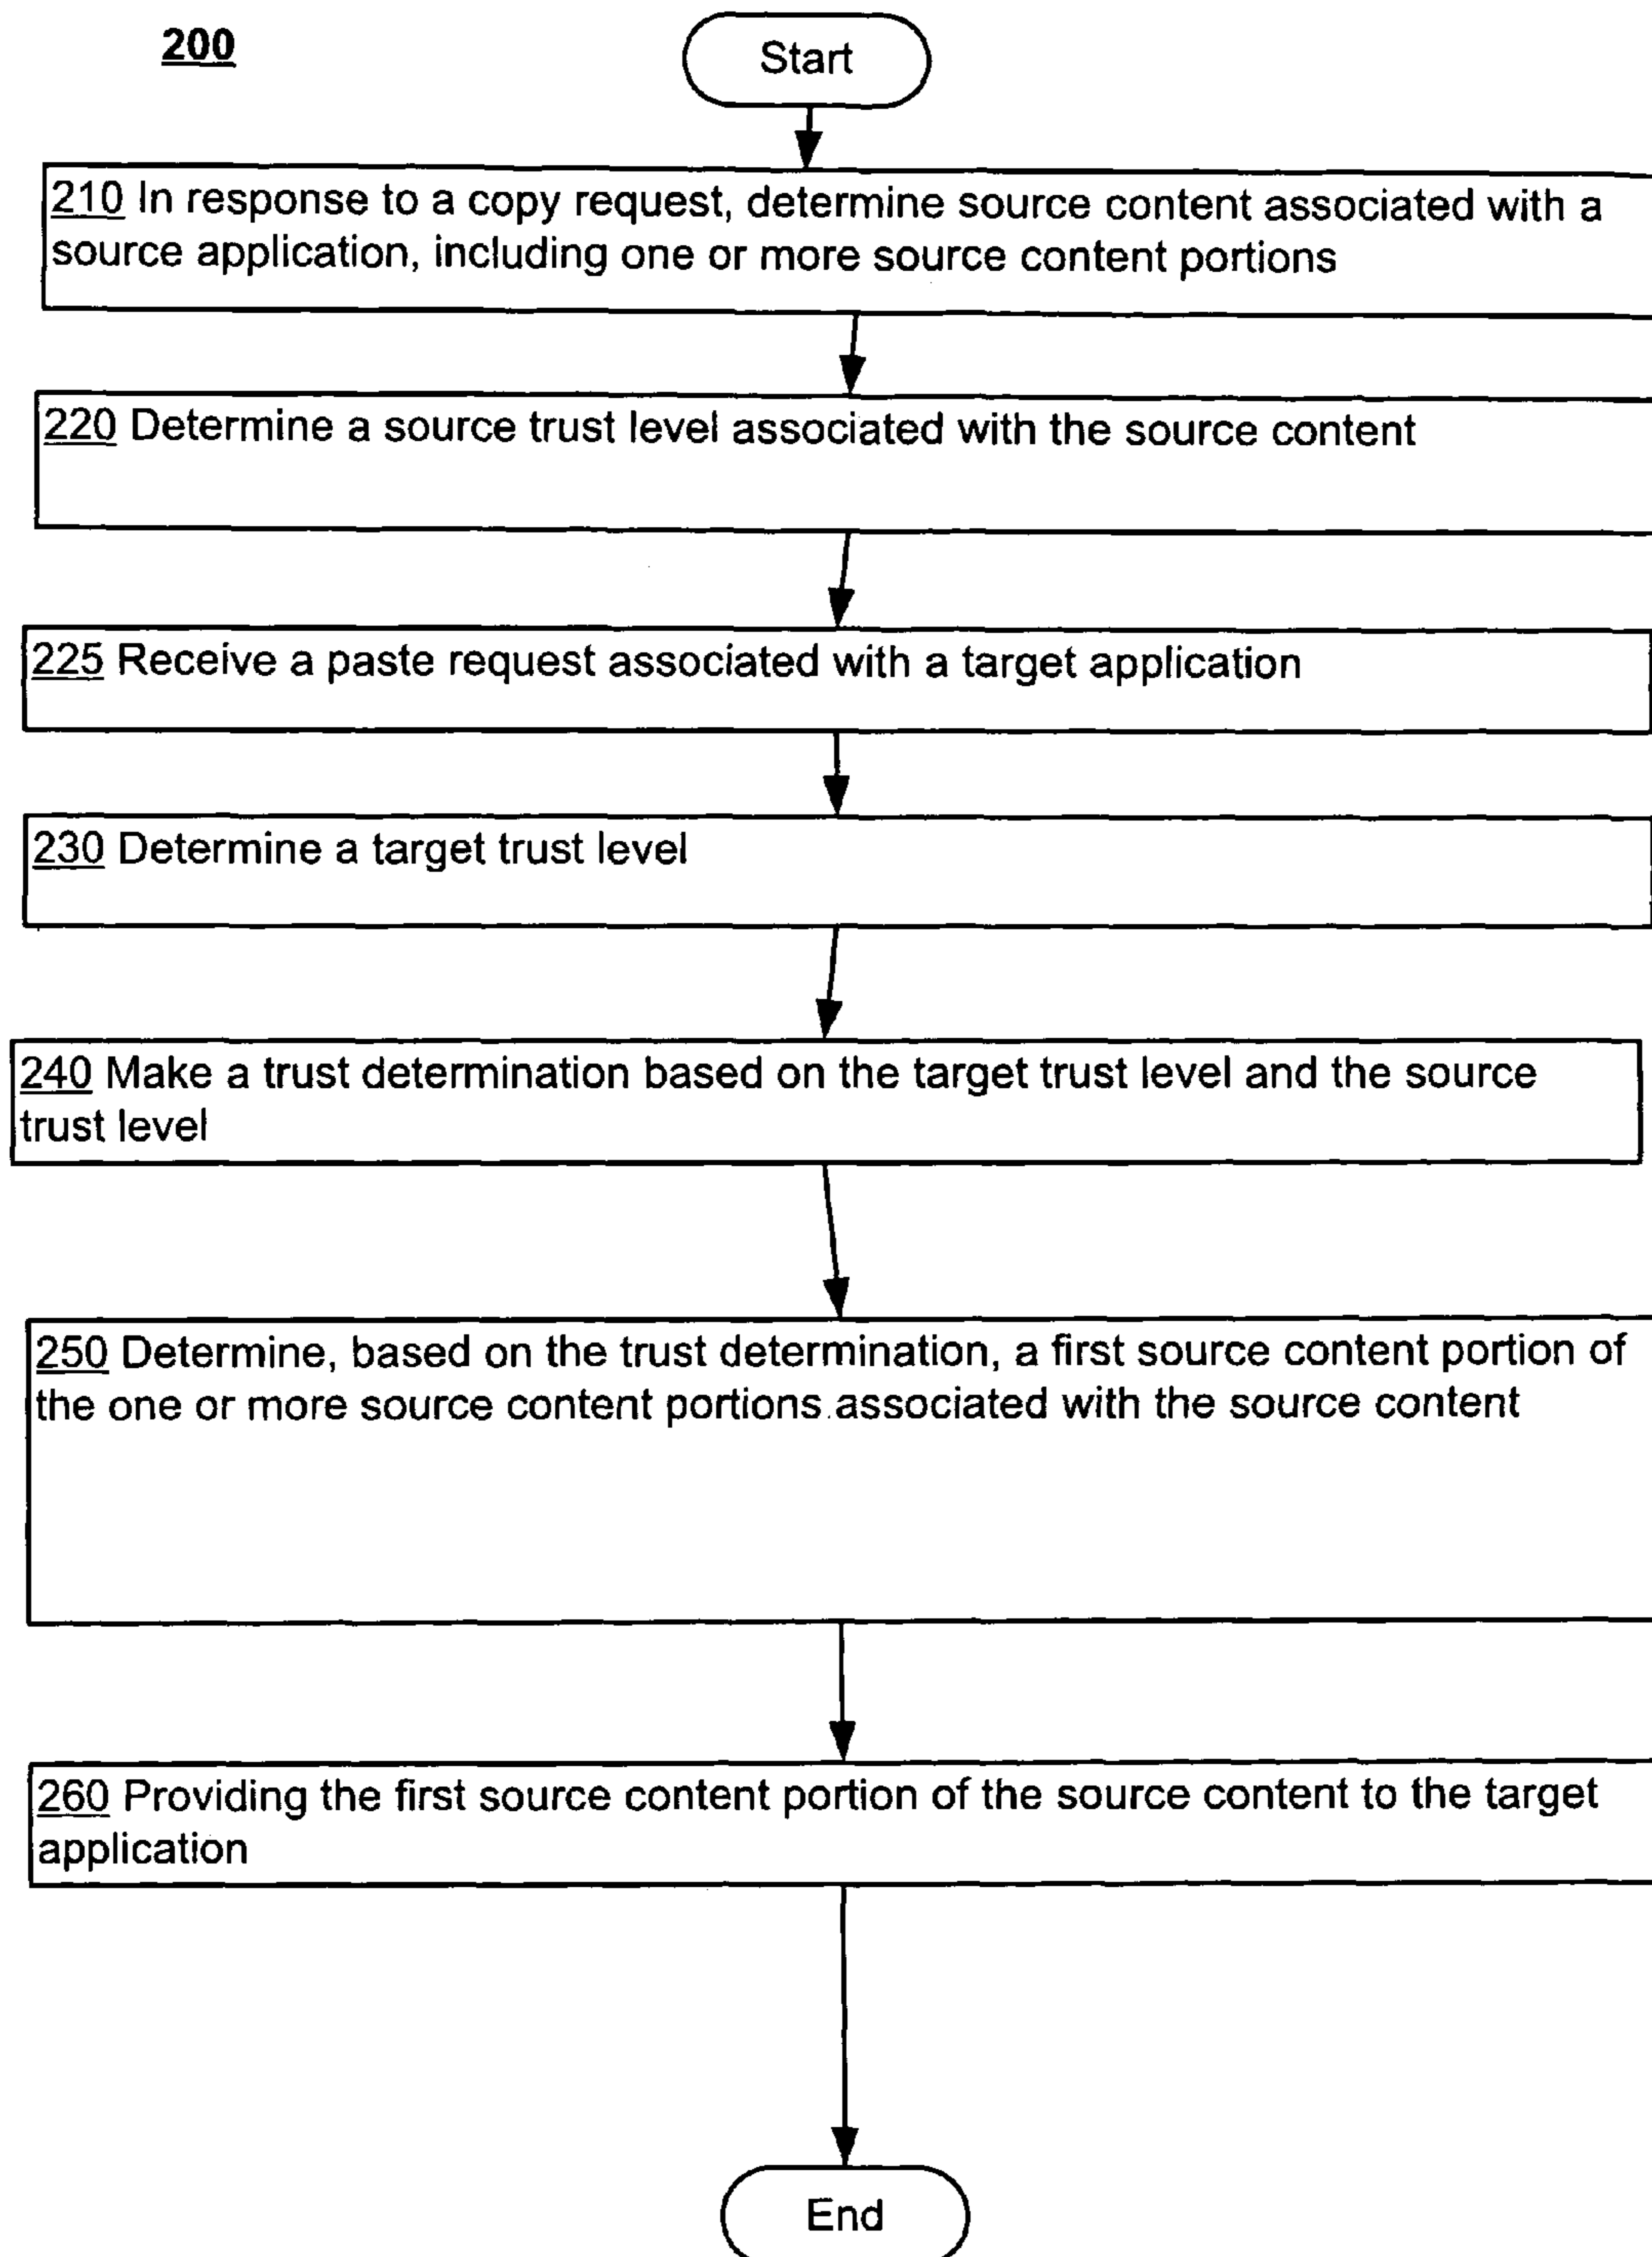 200
Start
210 In response to a copy request, determine source content associated with a
source application, including one or more source content portions
220 Determine a source trust level associated with the source content
225 Receive a paste request associated with a target application
230 Determine a target trust level
240 Make a trust determination based on the target trust level and the source
trust level
250 Determine, based on the trust determination, a first source content portion of
the one or more source content portions associated with the source content
260 Providing the first source content portion of the source content to the target
application
End